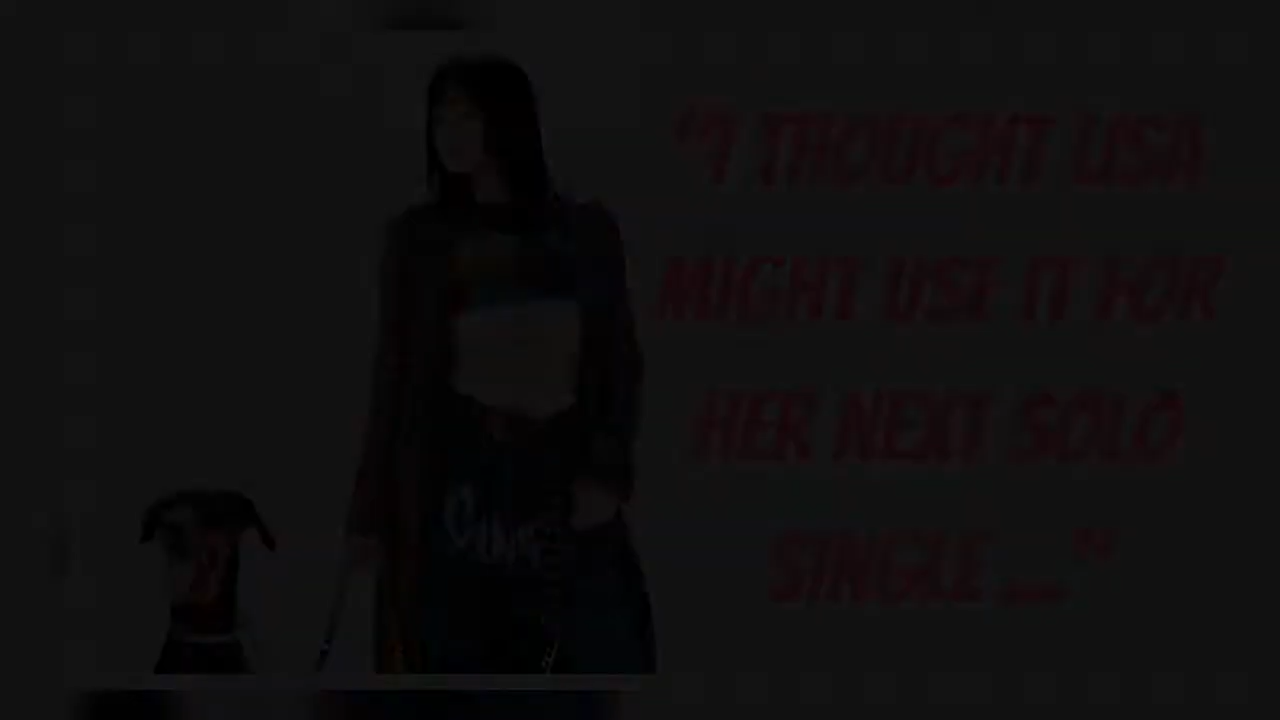 "I THOUGHT LISA
MIGHT USE IT FOR
HER NEXT SOLO
SINGLE ..."